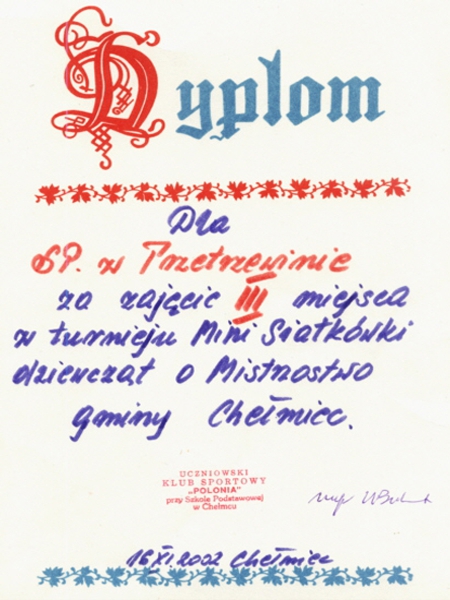 Dyplom
Dla
SP. w Trzetrzewinie
za zajęcie III miejsca
w turnieju Mini Siatkówki
dziewcząt o Mistrzostwo
gminy Chełmiec.
UCZNIOWSKI
KLUB SPORTOWY
„POLONIA”
przy Szkole Podstawowej
w Chełmcu
16 XI.2002 Chełmiec